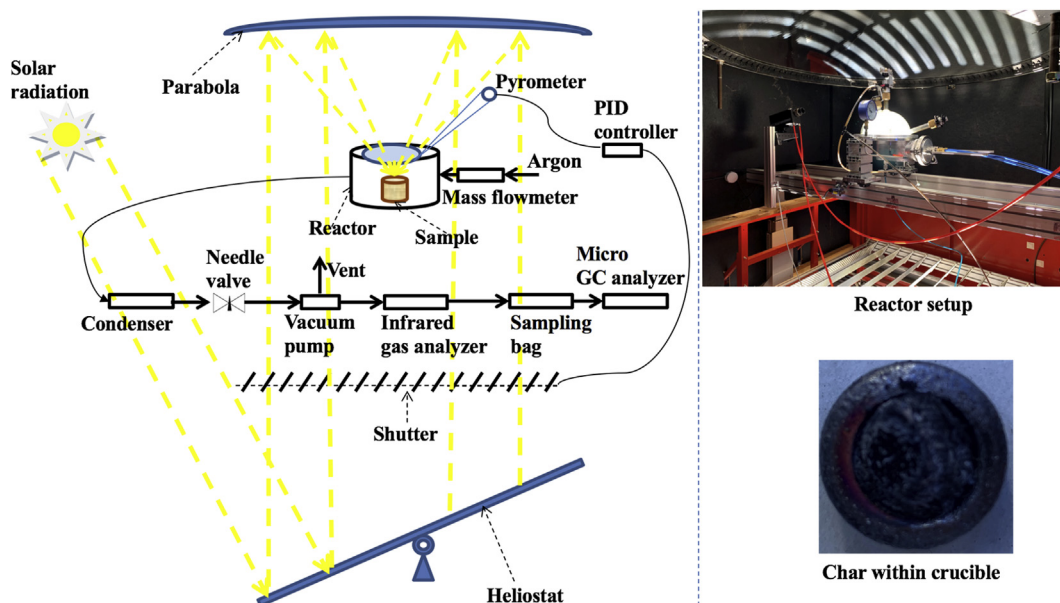 Solar
radiation
Parabola
Pyrometer
PID
controller
Argon
Mass flowmeter
Reactor
Sample
Needle
valve
Vent
Micro
GC analyzer
Condenser
Vacuum
pump
Infrared
gas analyzer
Sampling
bag
Shutter
Heliostat
Reactor setup
Char within crucible